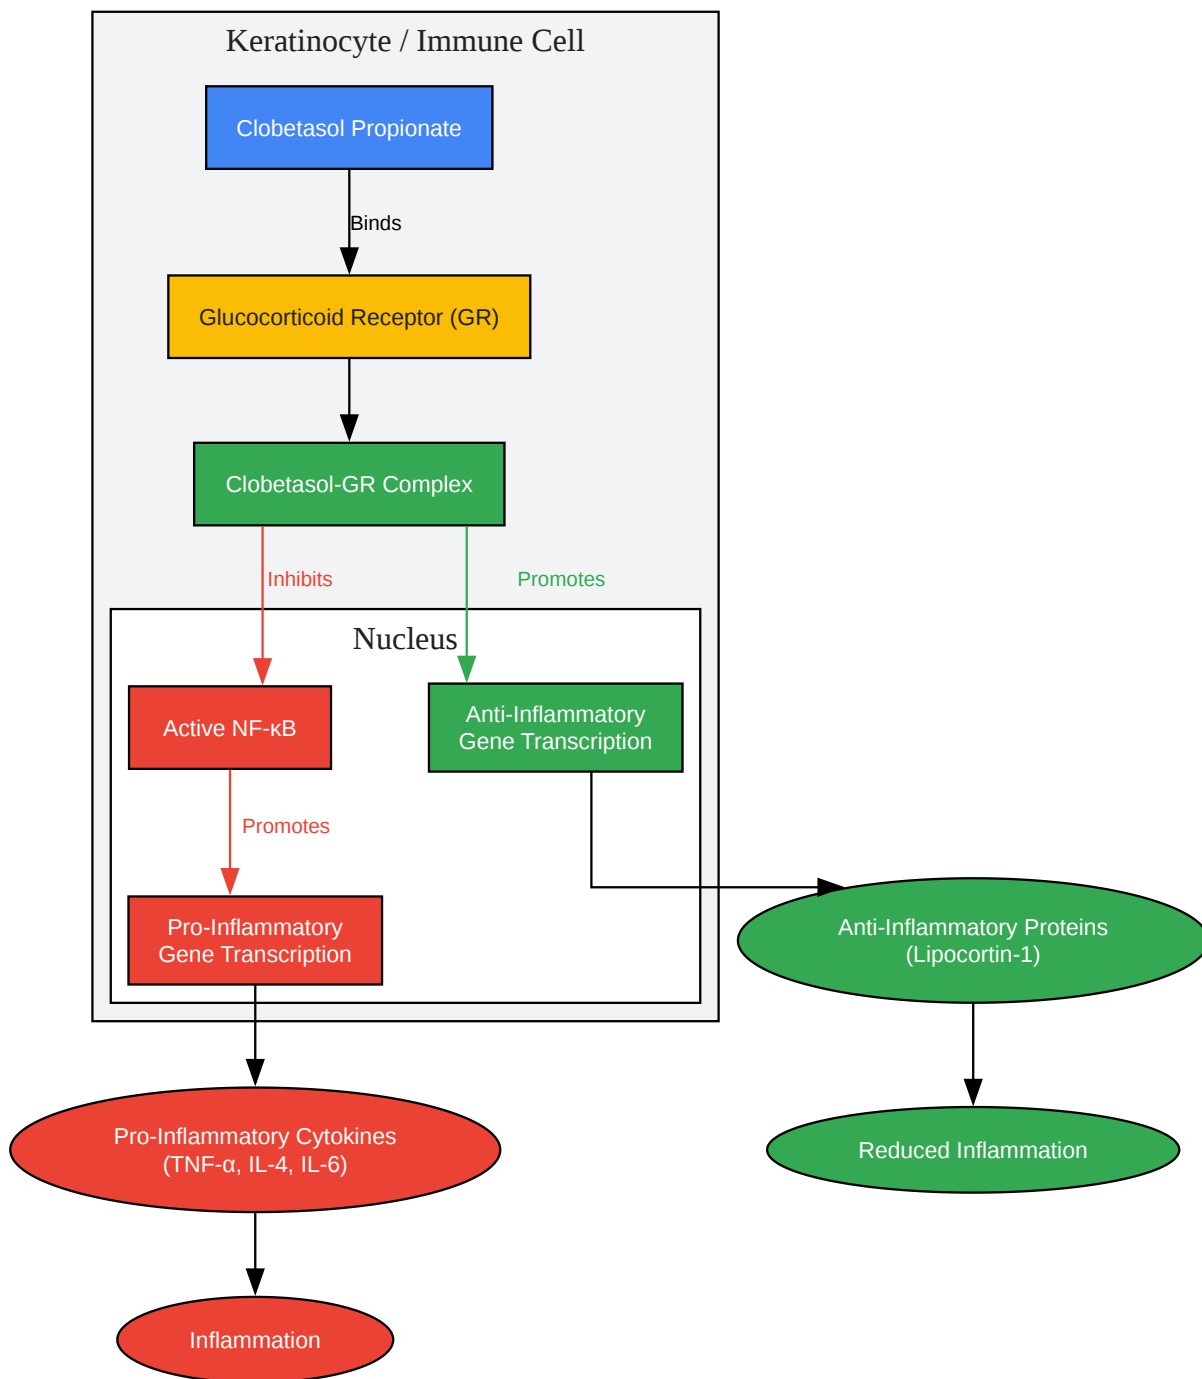 Keratinocyte / Immune Cell
Clobetasol Propionate
Binds
Glucocorticoid Receptor (GR)
Clobetasol-GR Complex
Inhibits
Promotes
Nucleus
Active NF-κB
Anti-Inflammatory
Gene Transcription
Promotes
Pro-Inflammatory
Gene Transcription
Anti-Inflammatory Proteins
(Lipocortin-1)
Pro-Inflammatory Cytokines
(TNF-α, IL-4, IL-6)
Reduced Inflammation
Inflammation